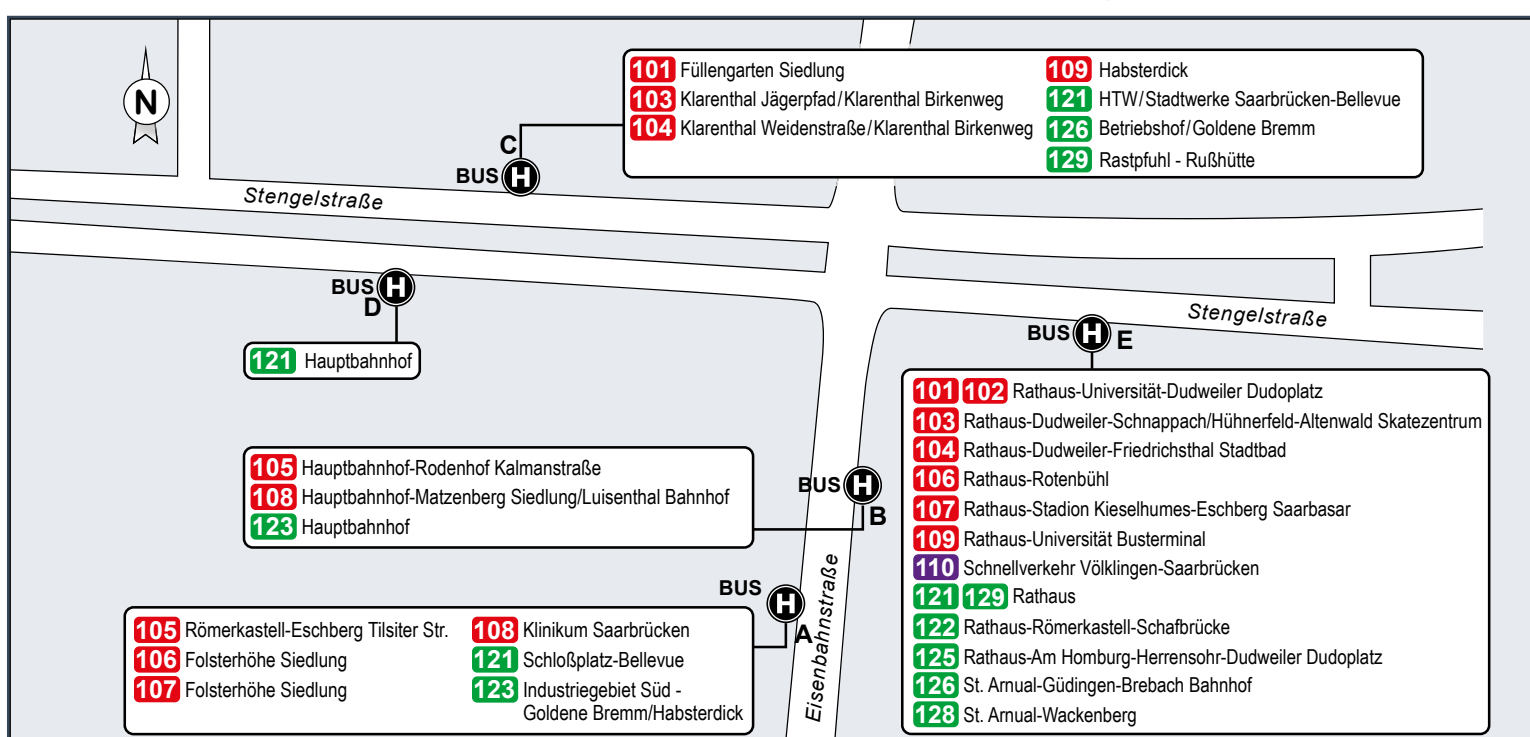 N
C
BUS H
101 Füllengarten Siedlung
103 Klarenthal Jägerpfad/Klarenthal Birkenweg
104 Klarenthal Weidenstraße/Klarenthal Birkenweg
109 Habsterdick
121 HTW/Stadtwerke Saarbrücken-Bellevue
126 Betriebshof/Goldene Bremm
129 Rastpfuhl - Rußhütte
Stengelstraße
BUS H
D
121 Hauptbahnhof
Stengelstraße
BUS H E
101 102 Rathaus-Universität-Dudweiler Dudoplatz
103 Rathaus-Dudweiler-Schnappach/Hühnerfeld-Altenwald Skatezentrum
104 Rathaus-Dudweiler-Friedrichsthal Stadtbad
106 Rathaus-Rotenbühl
107 Rathaus-Stadion Kieselhumes-Eschberg Saarbasar
109 Rathaus-Universität Busterminal
110 Schnellverkehr Völklingen-Saarbrücken
121 129 Rathaus
122 Rathaus-Römerkastell-Schafbrücke
125 Rathaus-Am Homburg-Herrensohr-Dudweiler Dudoplatz
126 St. Arnual-Güdingen-Brebach Bahnhof
128 St. Arnual-Wackenberg
105 Hauptbahnhof-Rodenhof Kalmanstraße
108 Hauptbahnhof-Matzenberg Siedlung/Luisenthal Bahnhof
123 Hauptbahnhof
BUS H
B
BUS H
A
Eisenbahnstraße
105 Römerkastell-Eschberg Tilsiter Str.
106 Folsterhöhe Siedlung
107 Folsterhöhe Siedlung
108 Klinikum Saarbrücken
121 Schloßplatz-Bellevue
123 Industriegebiet Süd -
Goldene Bremm/Habsterdick